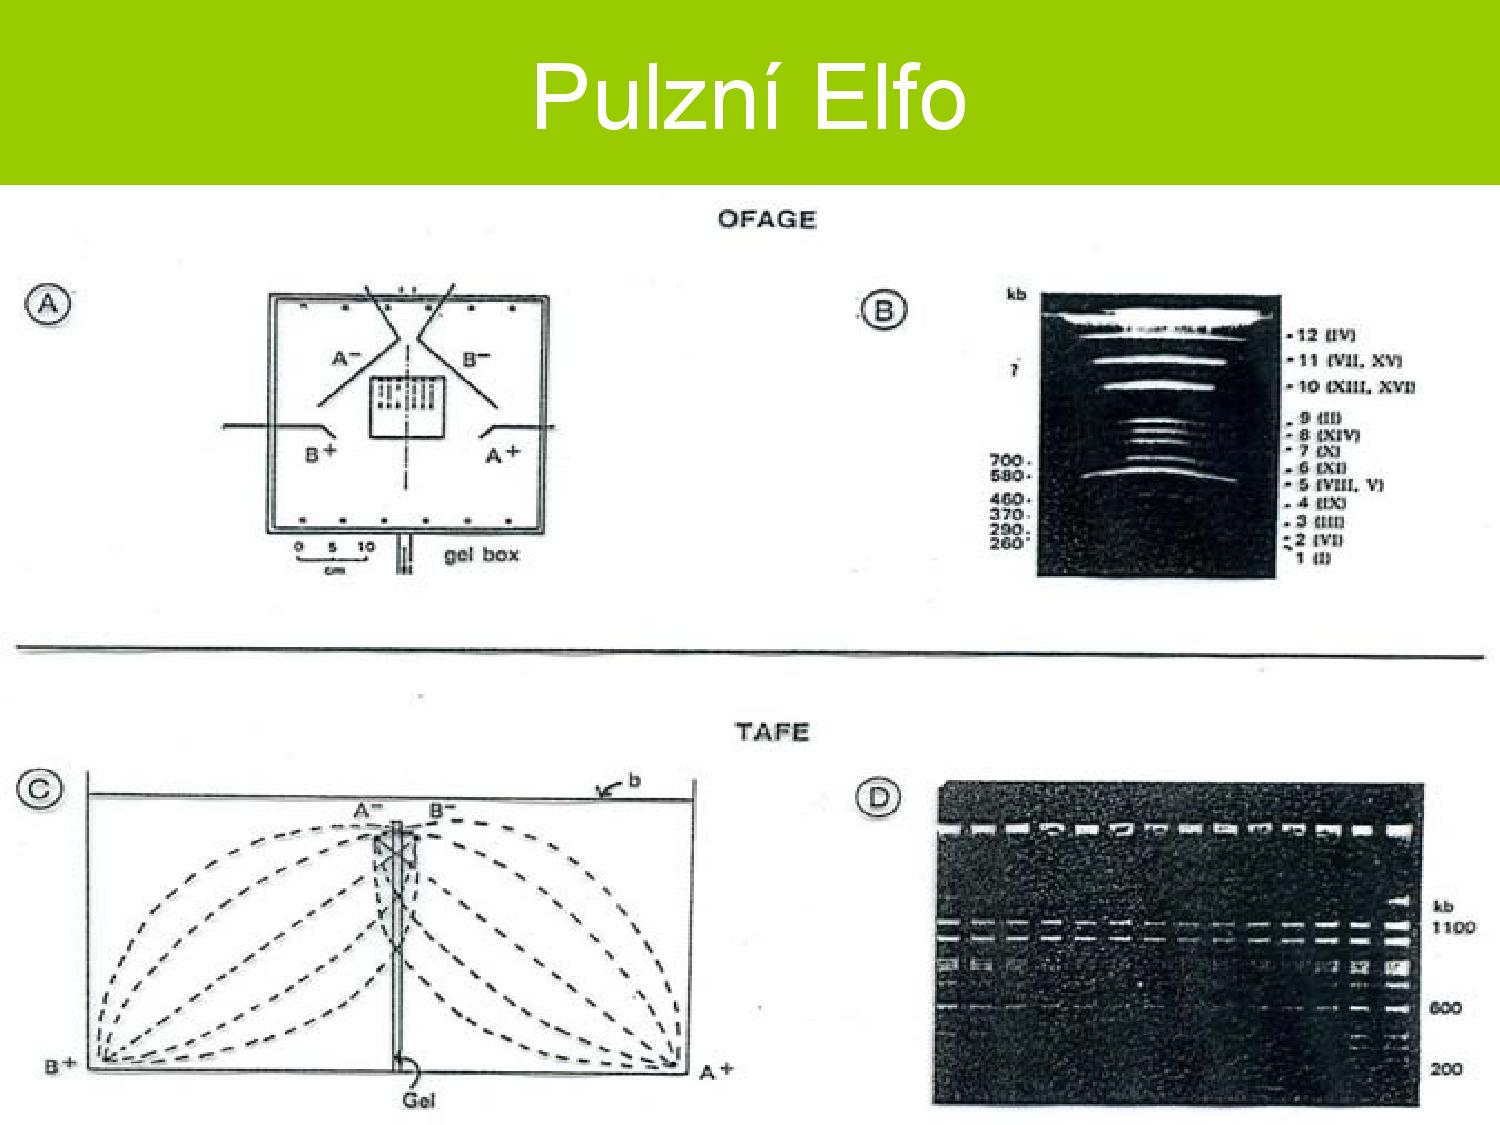 Pulzní Elfo
OFAGE
A
A−
B−
B+
A+
0 5 10
cm
gel box
B
kb
?
700
580
460
370
290
260
12 (IV)
11 (VII, XV)
10 (XIII, XVI)
9 (II)
8 (XIV)
7 (X)
6 (XI)
5 (VIII, V)
4 (IX)
3 (III)
2 (VI)
1 (I)
TAFE
C
b
A−
B−
B+
A+
Gel
D
kb
1100
600
200